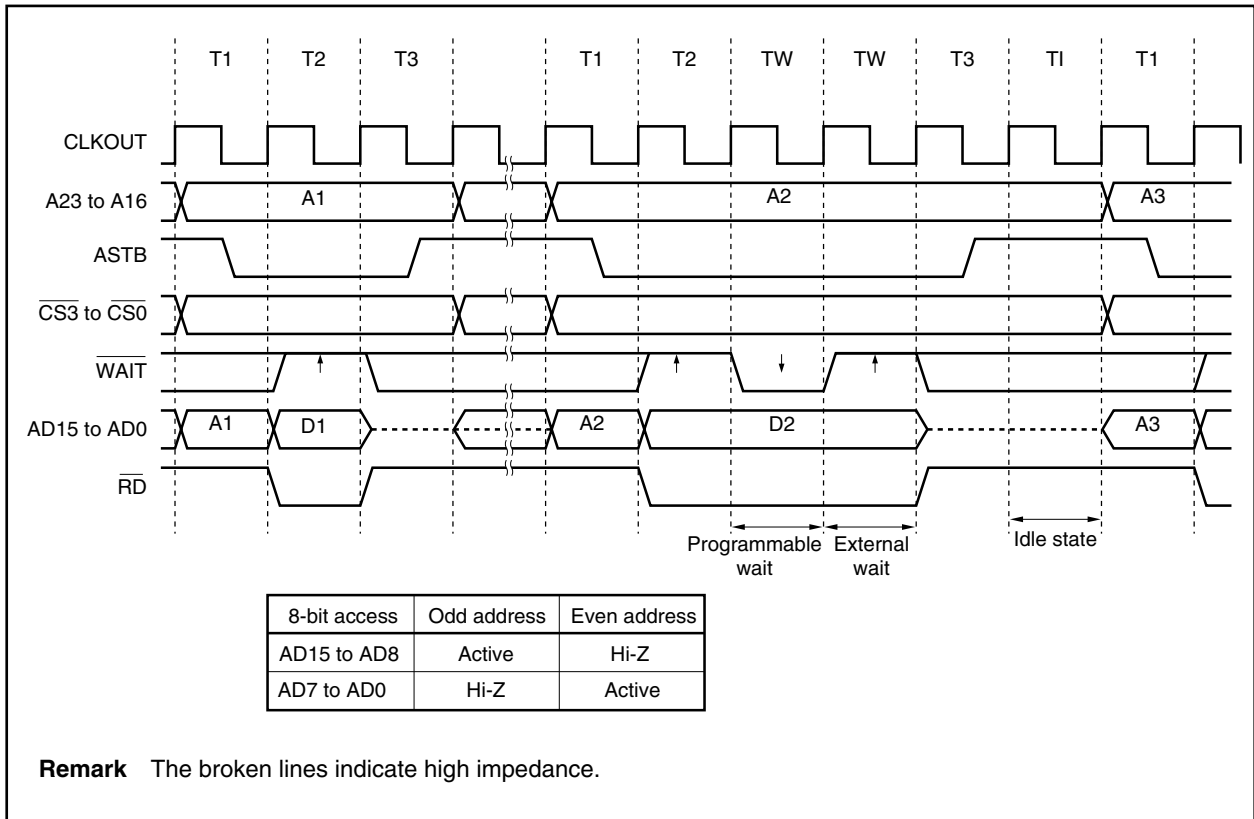 T1 T2 T3 T1 T2 TW TW T3 TI T1
CLKOUT
A23 to A16 A1 A2 A3
ASTB
CS3 to CS0
WAIT
AD15 to AD0 A1 D1 A2 D2 A3
RD
Programmable wait
External wait
Idle state
8-bit access Odd address Even address
AD15 to AD8 Active Hi-Z
AD7 to AD0 Hi-Z Active
Remark The broken lines indicate high impedance.